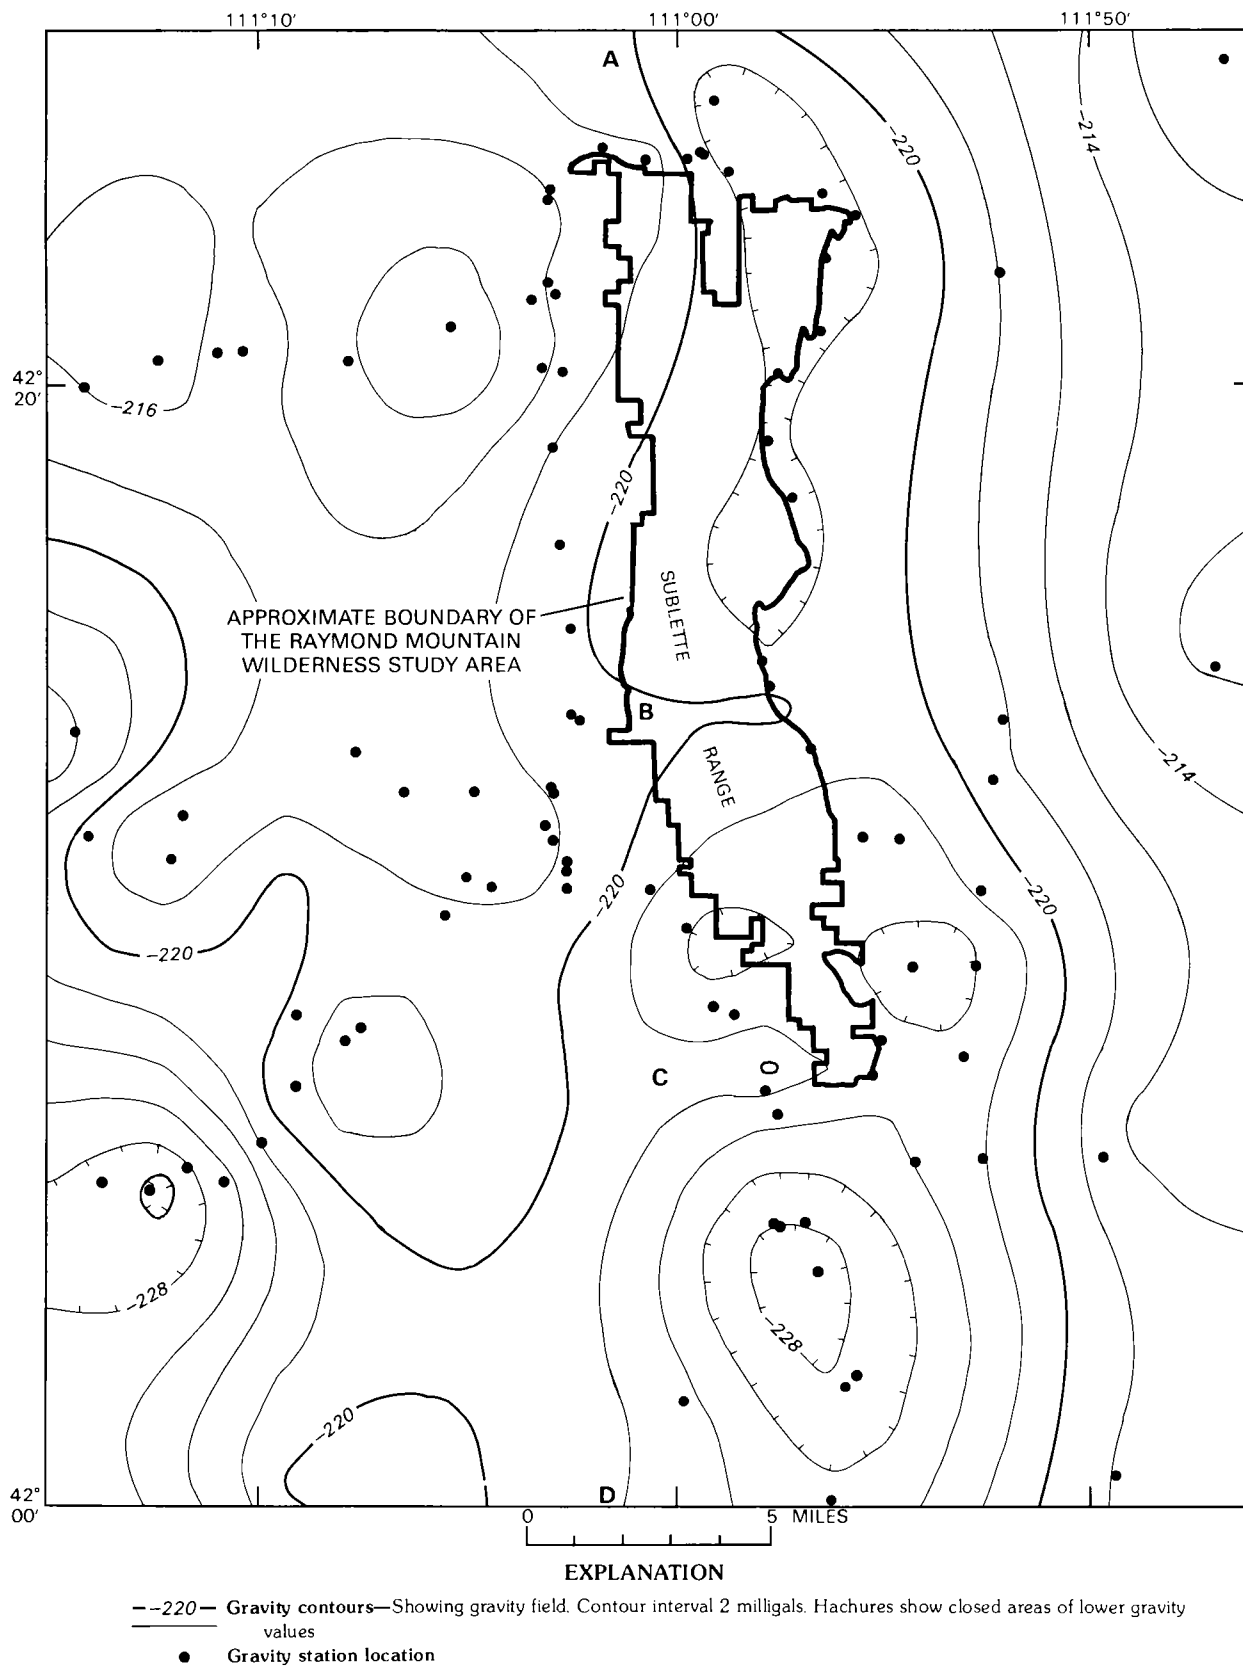 111°10′ 111°00′ 111°50′
A
-220
-214
42°
20′
-216
-220
SUBLETTE
APPROXIMATE BOUNDARY OF
THE RAYMOND MOUNTAIN
WILDERNESS STUDY AREA
B
RANGE
-214
-220
-220
-220
C
-228
-228
-220
42°
00′
D
0 5 MILES
EXPLANATION
-220 Gravity contours—Showing gravity field. Contour interval 2 milligals. Hachures show closed areas of lower gravity
values
Gravity station location